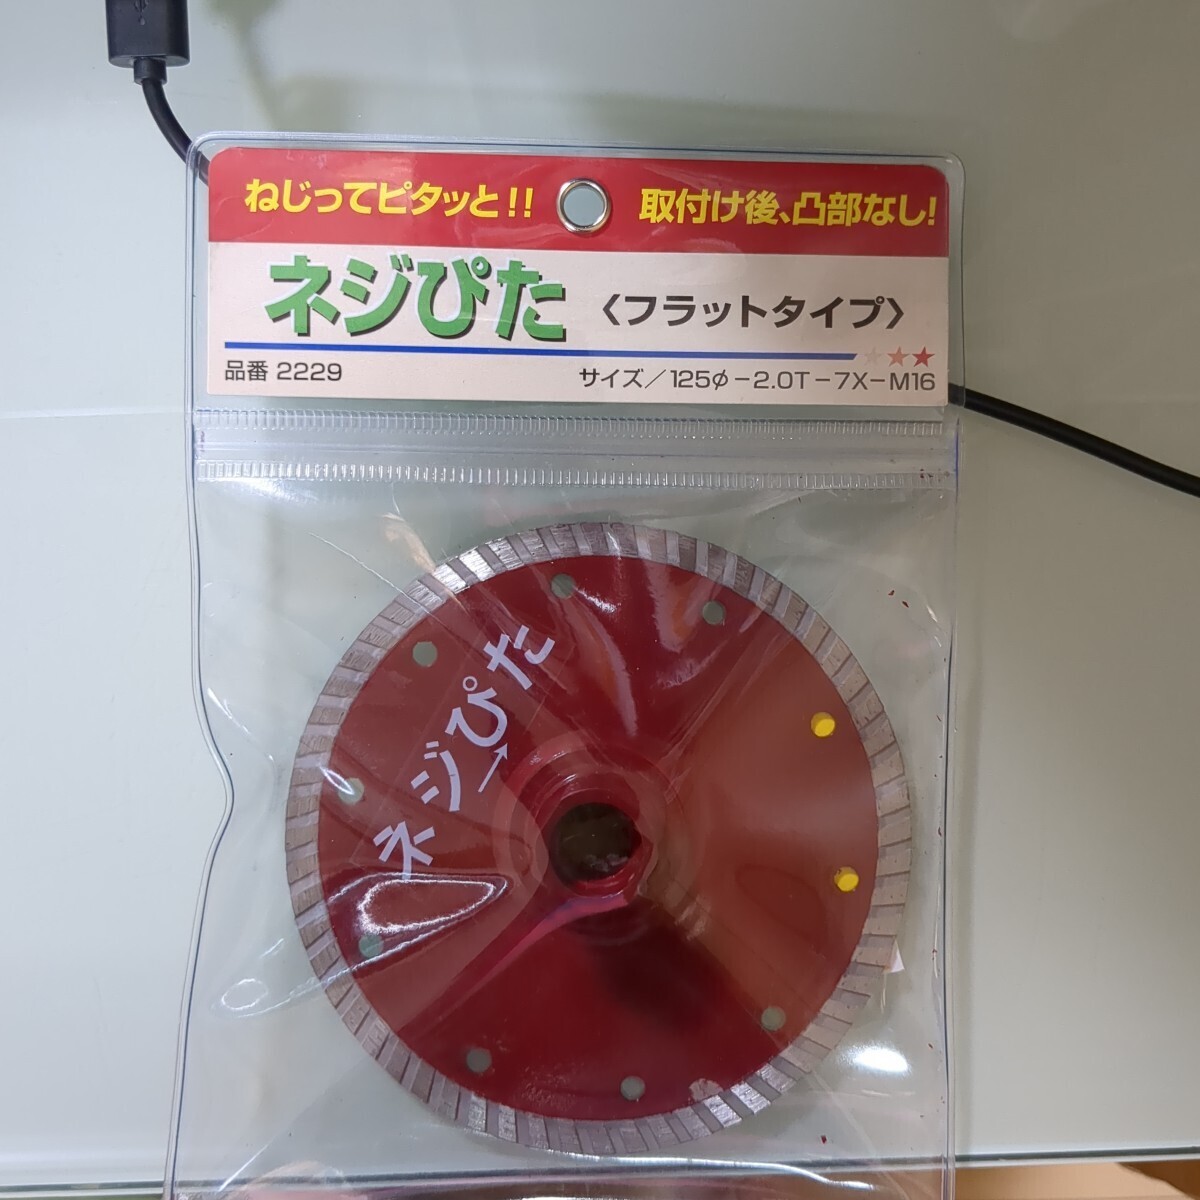 ねじってピタッと!! 取付け後、凸部なし!
ネジぴた 〈フラットタイプ〉
品番 2229 サイズ／125φ－2.0T－7X－M16
ネジぴた